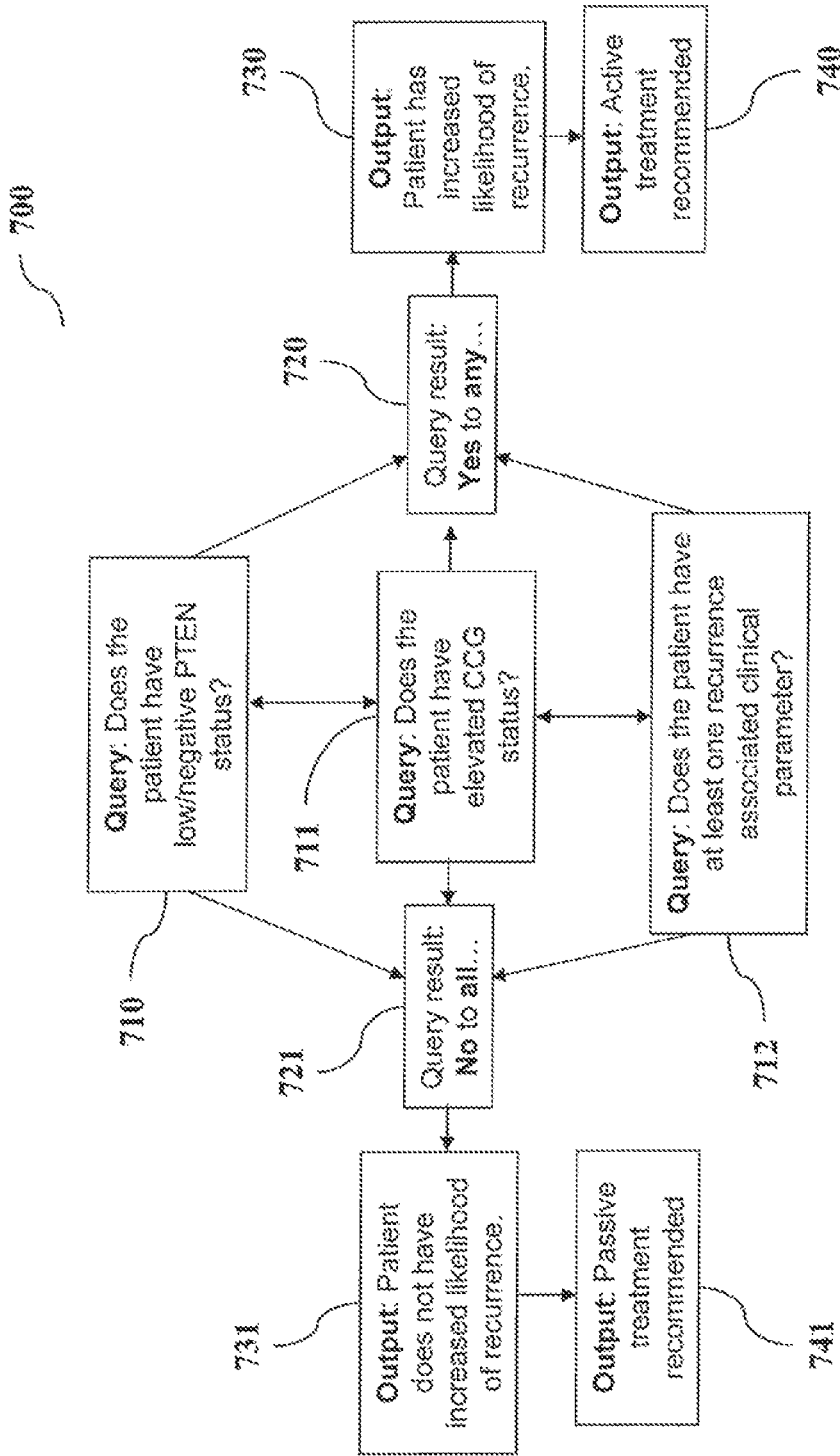 700
Query: Does the
patient have
low/negative PTEN
status?
710
Query: Does the
patient have
elevated CCG
status?
711
Query: Does the patient have
at least one recurrence
associated clinical
parameter?
712
Query result:
No to all...
721
Query result:
Yes to any...
720
Output: Patient
does not have
increased likelihood
of recurrence.
731
Output:
Patient has
increased
likelihood of
recurrence.
730
Output: Passive
treatment
recommended
741
Output: Active
treatment
recommended
740